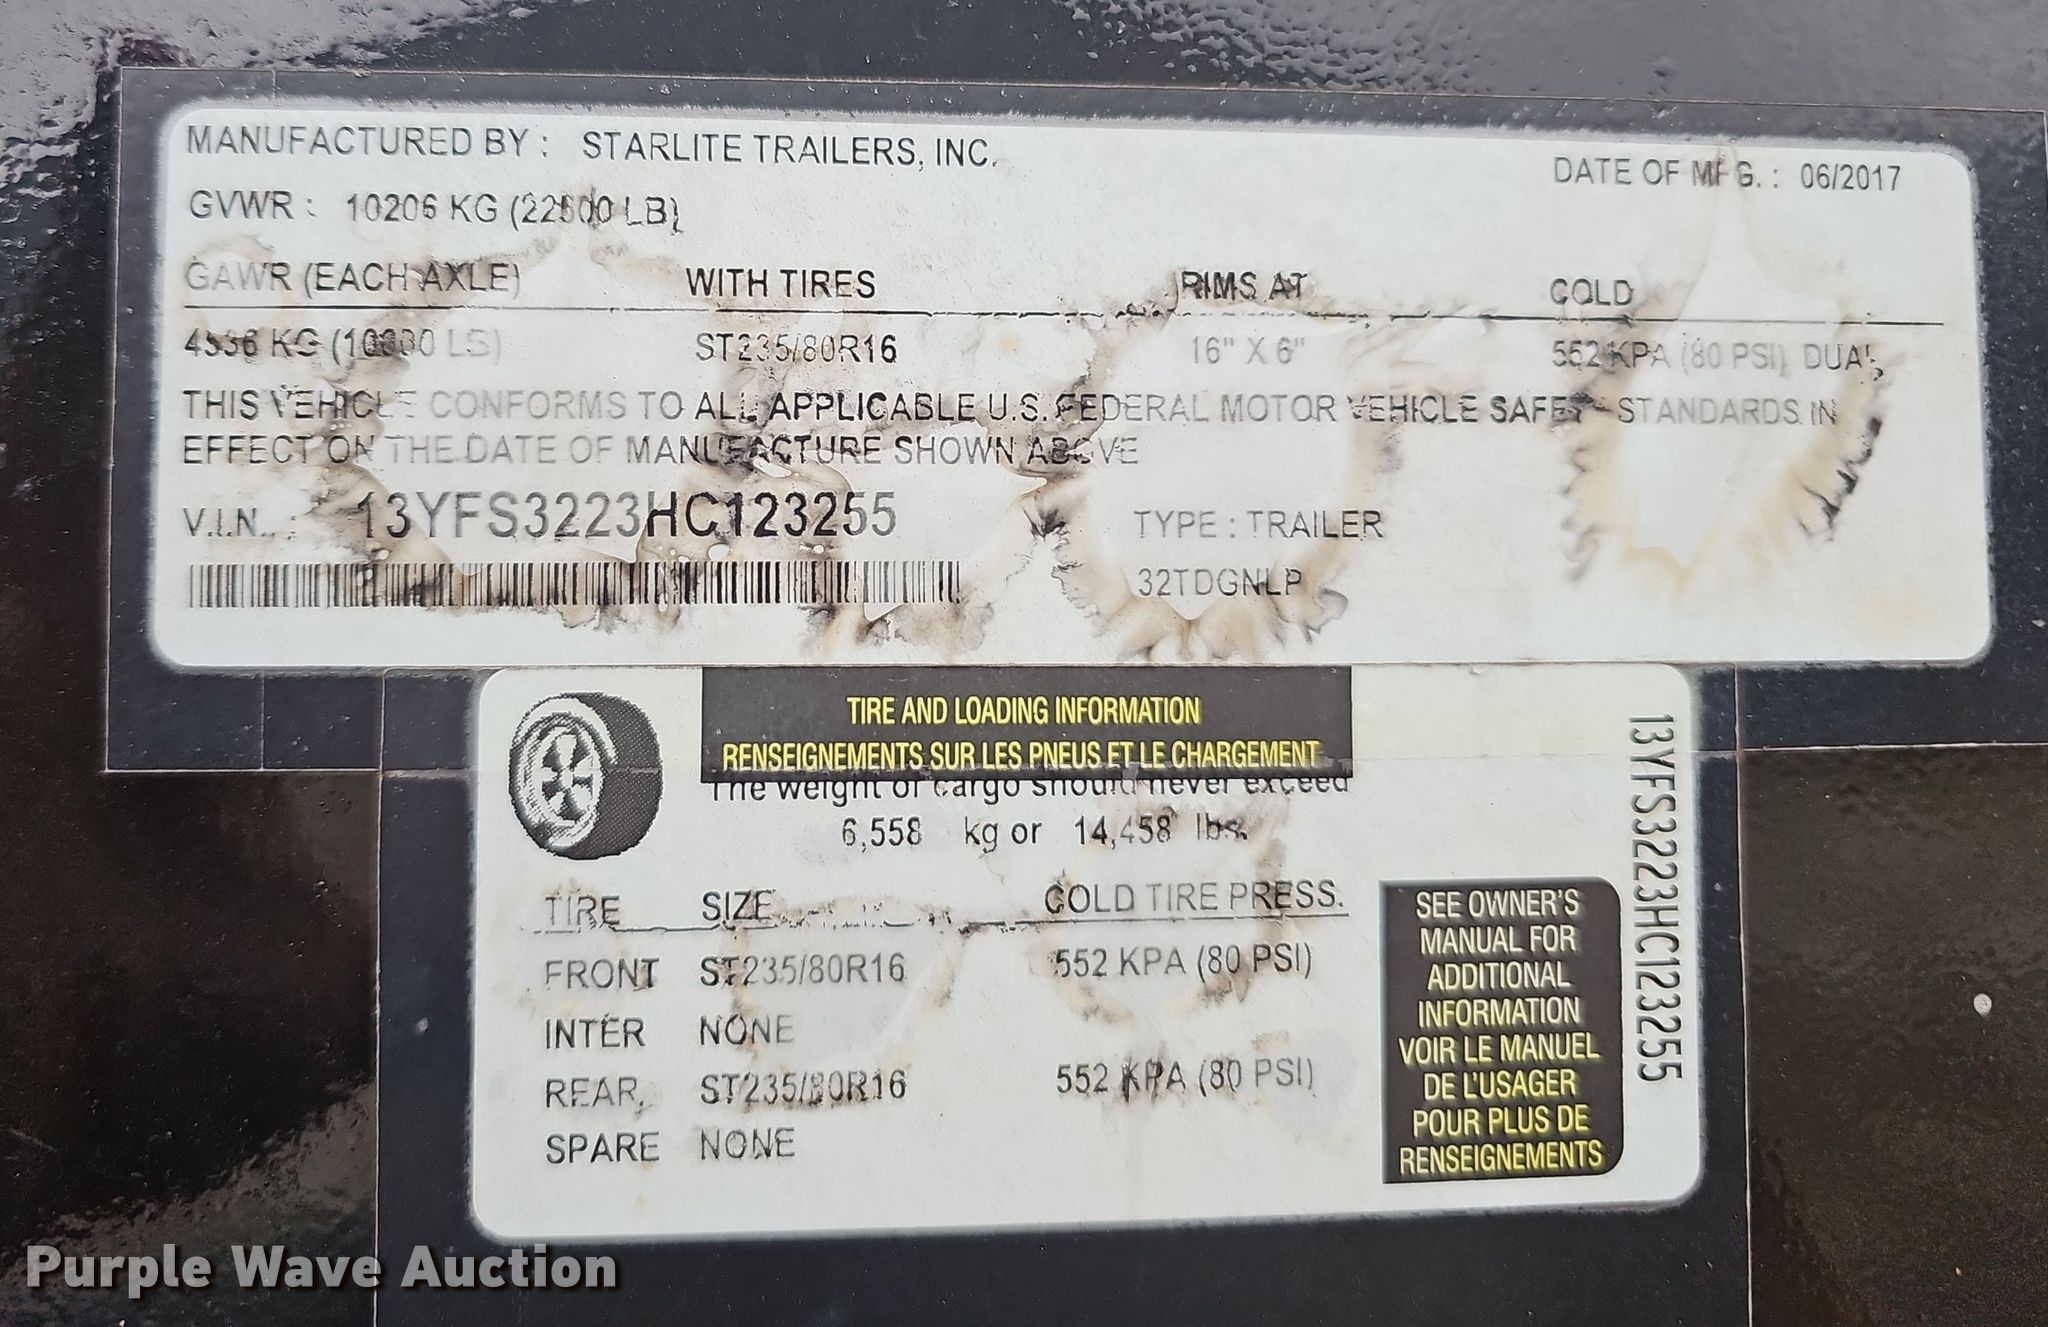 MANUFACTURED BY : STARLITE TRAILERS, INC.
DATE OF MFG. : 06/2017
GVWR : 10206 KG (22500 LB)
GAWR (EACH AXLE) WITH TIRES RIMS AT COLD
4536 KG (10000 LB) ST235/80R16 16" X 6" 552 KPA (80 PSI) DUAL
THIS VEHICLE CONFORMS TO ALL APPLICABLE U.S. FEDERAL MOTOR VEHICLE SAFETY STANDARDS IN
EFFECT ON THE DATE OF MANUFACTURE SHOWN ABOVE
V.I.N. : 13YFS3223HC123255 TYPE : TRAILER
32TDGNLP
TIRE AND LOADING INFORMATION
RENSEIGNEMENTS SUR LES PNEUS ET LE CHARGEMENT
The weight of cargo should never exceed
6,558 kg or 14,458 lbs.
TIRE SIZE COLD TIRE PRESS.
FRONT ST235/80R16 552 KPA (80 PSI)
INTER NONE
REAR ST235/80R16 552 KPA (80 PSI)
SPARE NONE
SEE OWNER'S
MANUAL FOR
ADDITIONAL
INFORMATION
VOIR LE MANUEL
DE L'USAGER
POUR PLUS DE
RENSEIGNEMENTS
13YFS3223HC123255
Purple Wave Auction